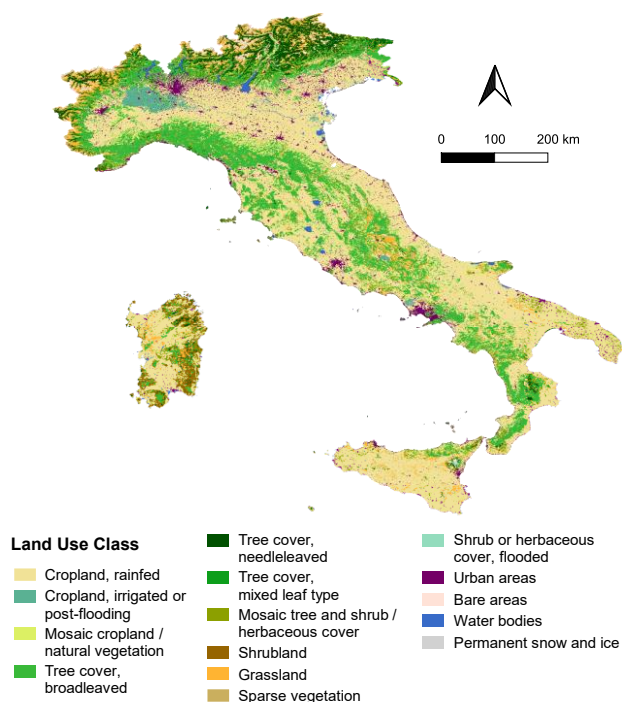 0 100 200 km
Land Use Class
Cropland, rainfed
Cropland, irrigated or
post-flooding
Mosaic cropland /
natural vegetation
Tree cover,
broadleaved
Tree cover,
needleleaved
Tree cover,
mixed leaf type
Mosaic tree and shrub /
herbaceous cover
Shrubland
Grassland
Sparse vegetation
Shrub or herbaceous
cover, flooded
Urban areas
Bare areas
Water bodies
Permanent snow and ice